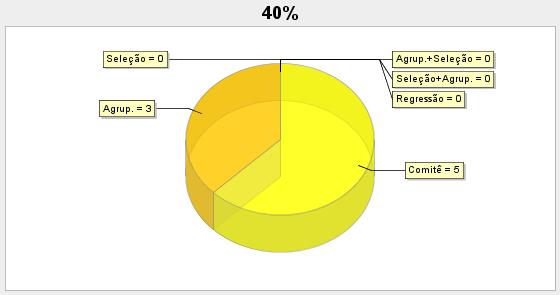 40%
Seleção = 0
Agrup.+Seleção = 0
Seleção+Agrup. = 0
Regressão = 0
Agrup. = 3
Comitê = 5